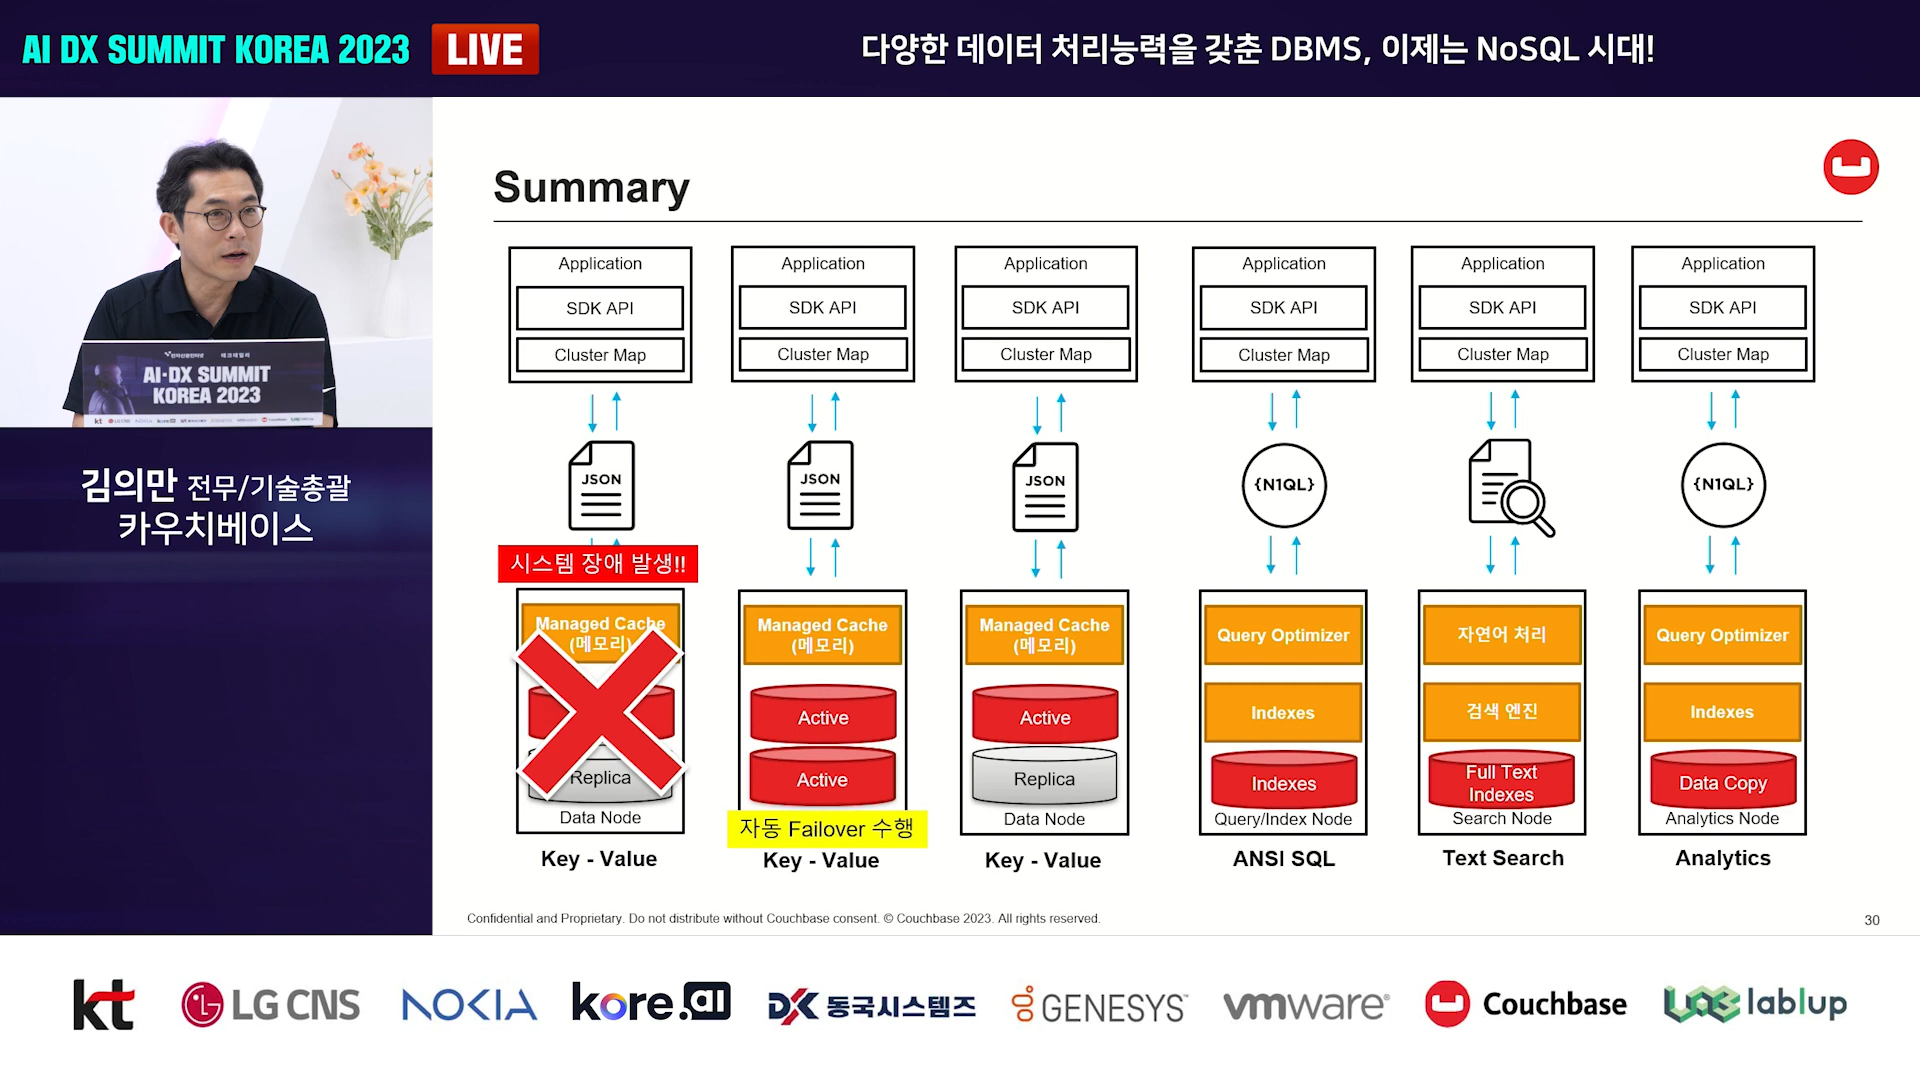 AI DX SUMMIT KOREA 2023
LIVE
다양한 데이터 처리능력을 갖춘 DBMS, 이제는 NoSQL 시대!
AI·DX SUMMIT
KOREA 2023
김의만 전무/기술총괄
카우치베이스
Summary
Application
SDK API
Cluster Map
Application
SDK API
Cluster Map
Application
SDK API
Cluster Map
Application
SDK API
Cluster Map
Application
SDK API
Cluster Map
Application
SDK API
Cluster Map
JSON
JSON
JSON
{N1QL}
{N1QL}
시스템 장애 발생!!
Managed Cache
(메모리)
Replica
Data Node
Key - Value
Managed Cache
(메모리)
Active
Active
자동 Failover 수행
Key - Value
Managed Cache
(메모리)
Active
Replica
Data Node
Key - Value
Query Optimizer
Indexes
Indexes
Query/Index Node
ANSI SQL
자연어 처리
검색 엔진
Full Text
Indexes
Search Node
Text Search
Query Optimizer
Indexes
Data Copy
Analytics Node
Analytics
Confidential and Proprietary. Do not distribute without Couchbase consent. © Couchbase 2023. All rights reserved.
30
kt
LG CNS
NOKIA
kore.ai
DK 동국시스템즈
GENESYS™
vmware®
Couchbase
lablup